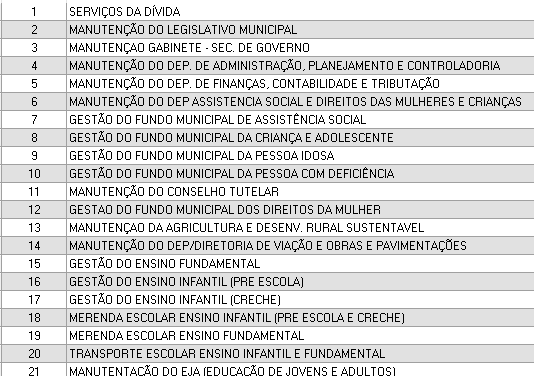 1 SERVIÇOS DA DÍVIDA
2 MANUTENÇÃO DO LEGISLATIVO MUNICIPAL
3 MANUTENÇAO GABINETE - SEC. DE GOVERNO
4 MANUTENÇÃO DO DEP. DE ADMINISTRAÇÃO, PLANEJAMENTO E CONTROLADORIA
5 MANUTENÇÃO DO DEP. DE FINANÇAS, CONTABILIDADE E TRIBUTAÇÃO
6 MANUTENÇÃO DO DEP ASSISTENCIA SOCIAL E DIREITOS DAS MULHERES E CRIANÇAS
7 GESTÃO DO FUNDO MUNICIPAL DE ASSISTÊNCIA SOCIAL
8 GESTÃO DO FUNDO MUNICIPAL DA CRIANÇA E ADOLESCENTE
9 GESTÃO DO FUNDO MUNICIPAL DA PESSOA IDOSA
10 GESTÃO DO FUNDO MUNICIPAL DA PESSOA COM DEFICIÊNCIA
11 MANUTENÇÃO DO CONSELHO TUTELAR
12 GESTAO DO FUNDO MUNICIPAL DOS DIREITOS DA MULHER
13 MANUTENÇAO DA AGRICULTURA E DESENV. RURAL SUSTENTAVEL
14 MANUTENÇÃO DO DEP/DIRETORIA DE VIAÇÃO E OBRAS E PAVIMENTAÇÕES
15 GESTÃO DO ENSINO FUNDAMENTAL
16 GESTÃO DO ENSINO INFANTIL (PRE ESCOLA)
17 GESTÃO DO ENSINO INFANTIL (CRECHE)
18 MERENDA ESCOLAR ENSINO INFANTIL (PRE ESCOLA E CRECHE)
19 MERENDA ESCOLAR ENSINO FUNDAMENTAL
20 TRANSPORTE ESCOLAR ENSINO INFANTIL E FUNDAMENTAL
21 MANUTENTAÇÃO DO EJA (EDUCAÇÃO DE JOVENS E ADULTOS)